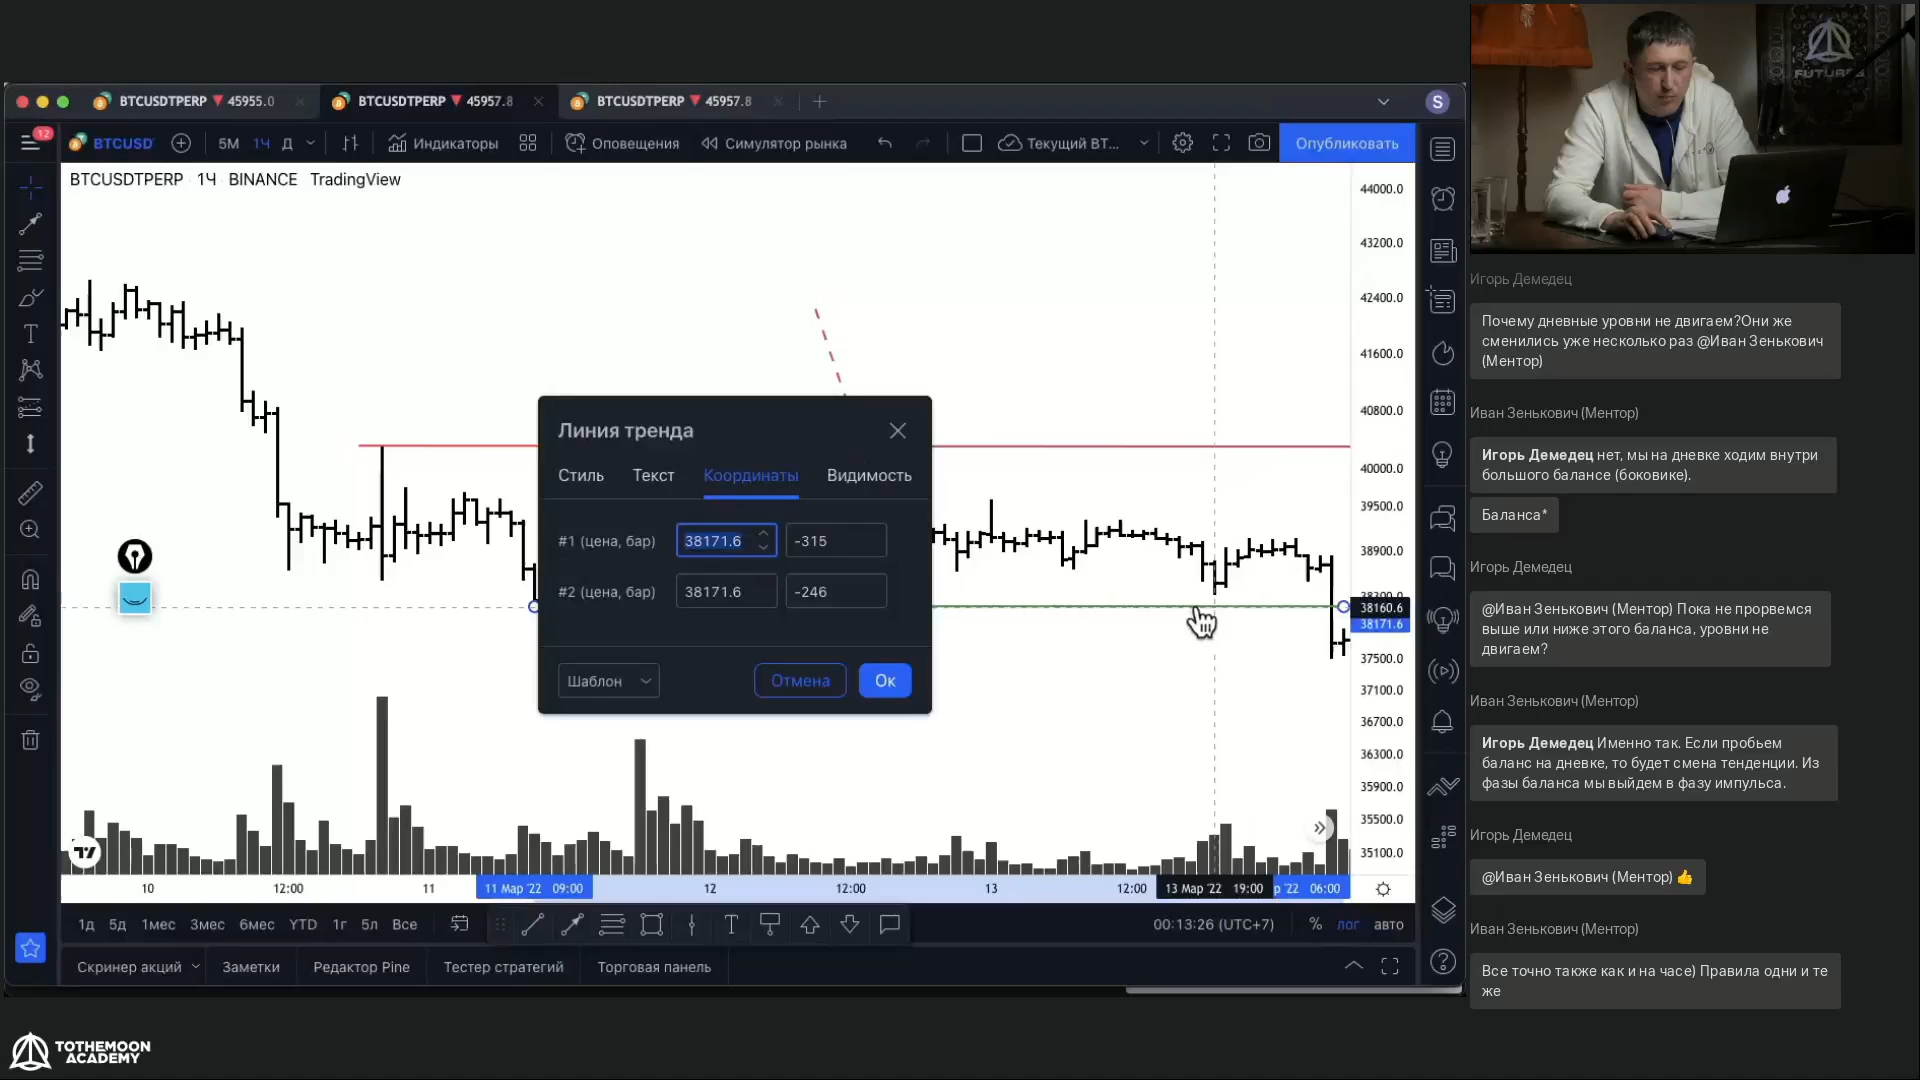 BTCUSDTPERP 45955.0
BTCUSDTPERP 45957.8
BTCUSDTPERP 45957.8
S
FUTURES
12
BTCUSD
5М 1Ч Д
Индикаторы
Оповещения
Симулятор рынка
Текущий BT...
Опубликовать
BTCUSDTPERP 1Ч BINANCE TradingView
44000.0
43200.0
42400.0
41600.0
40800.0
40000.0
39500.0
38900.0
38300.0
38160.6
38171.6
37500.0
37100.0
36700.0
36300.0
35900.0
35500.0
35100.0
Линия тренда
Стиль Текст Координаты Видимость
#1 (цена, бар) 38171.6 -315
#2 (цена, бар) 38171.6 -246
Шаблон
Отмена
Ок
10 12:00 11 11 Мар '22 09:00 12 12:00 13 12:00 13 Мар '22 19:00 р '22 06:00
1д 5д 1мес 3мес 6мес YTD 1г 5л Все
00:13:26 (UTC+7) % лог авто
Скринер акций Заметки Редактор Pine Тестер стратегий Торговая панель
TOTHEMOON
ACADEMY
Игорь Демедец
Почему дневные уровни не двигаем?Они же
сменились уже несколько раз @Иван Зенькович
(Ментор)
Иван Зенькович (Ментор)
Игорь Демедец нет, мы на дневке ходим внутри
большого балансе (боковике).
Баланса*
Игорь Демедец
@Иван Зенькович (Ментор) Пока не прорвемся
выше или ниже этого баланса, уровни не
двигаем?
Иван Зенькович (Ментор)
Игорь Демедец Именно так. Если пробьем
баланс на дневке, то будет смена тенденции. Из
фазы баланса мы выйдем в фазу импульса.
Игорь Демедец
@Иван Зенькович (Ментор) 👍
Иван Зенькович (Ментор)
Все точно также как и на часе) Правила одни и те
же